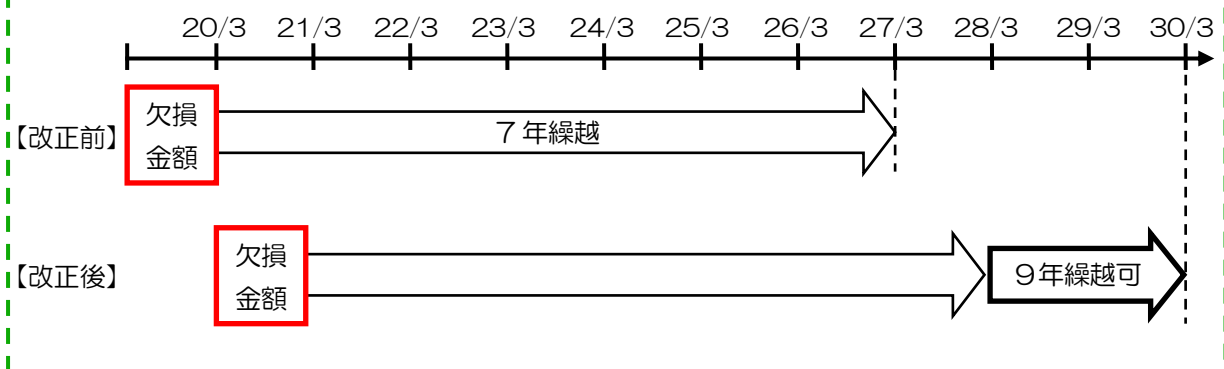 20/3 21/3 22/3 23/3 24/3 25/3 26/3 27/3 28/3 29/3 30/3
【改正前】
欠損
金額
７年繰越
【改正後】
欠損
金額
９年繰越可